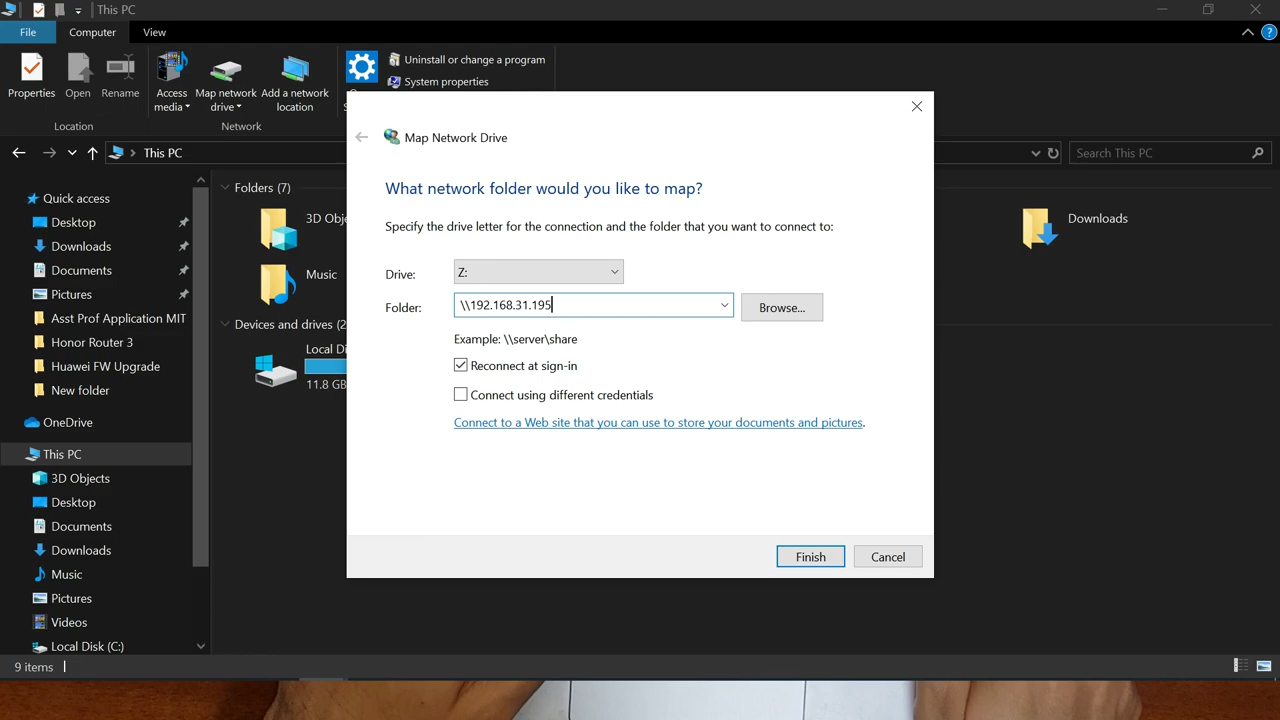 This PC
File
Computer
View
Properties
Open
Rename
Access media
Map network drive
Add a network location
Uninstall or change a program
System properties
Location
Network
This PC
Search This PC
Quick access
Desktop
Downloads
Documents
Pictures
Asst Prof Application MIT
Honor Router 3
Huawei FW Upgrade
New folder
OneDrive
This PC
3D Objects
Desktop
Documents
Downloads
Music
Pictures
Videos
Local Disk (C:)
Folders (7)
3D Obje
Music
Downloads
Devices and drives (2
Local Di
11.8 GB
Map Network Drive
What network folder would you like to map?
Specify the drive letter for the connection and the folder that you want to connect to:
Drive:
Z:
Folder:
\\192.168.31.195
Browse...
Example: \\server\share
Reconnect at sign-in
Connect using different credentials
Connect to a Web site that you can use to store your documents and pictures.
Finish
Cancel
9 items